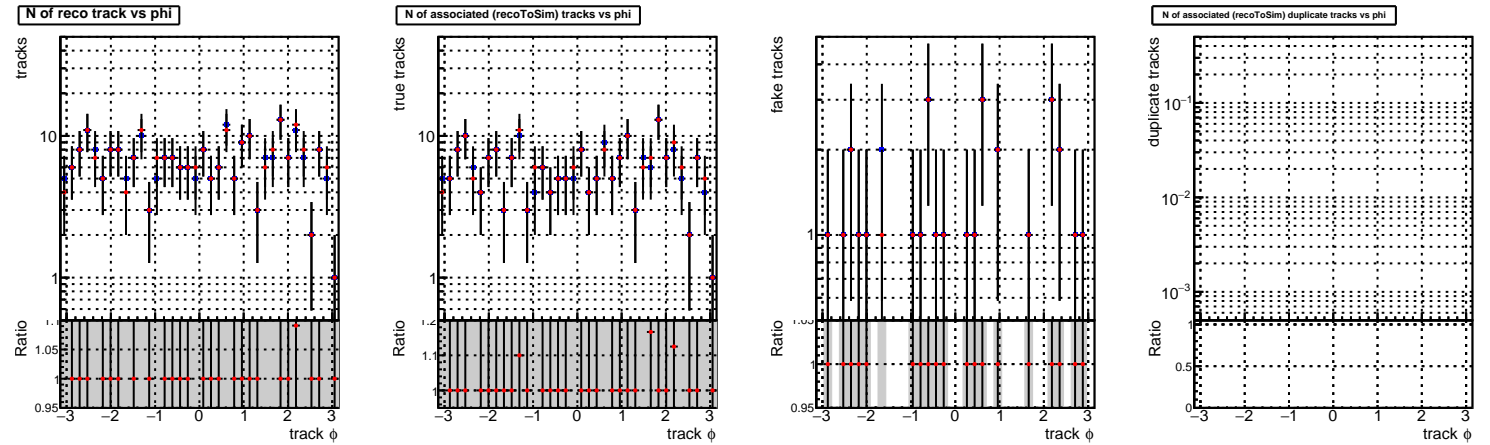 N of reco track vs phi
tracks
10
1
Ratio
1.1
1.05
1
0.95
−3 −2 −1 0 1 2 3
track ϕ
N of associated (recoToSim) tracks vs phi
true tracks
10
1
Ratio
1.2
1.1
1
−3 −2 −1 0 1 2 3
track ϕ
fake tracks
1
Ratio
1.05
1
0.95
−3 −2 −1 0 1 2 3
track ϕ
N of associated (recoToSim) duplicate tracks vs phi
duplicate tracks
10⁻¹
10⁻²
10⁻³
Ratio
1
0.5
0
−3 −2 −1 0 1 2 3
track ϕ